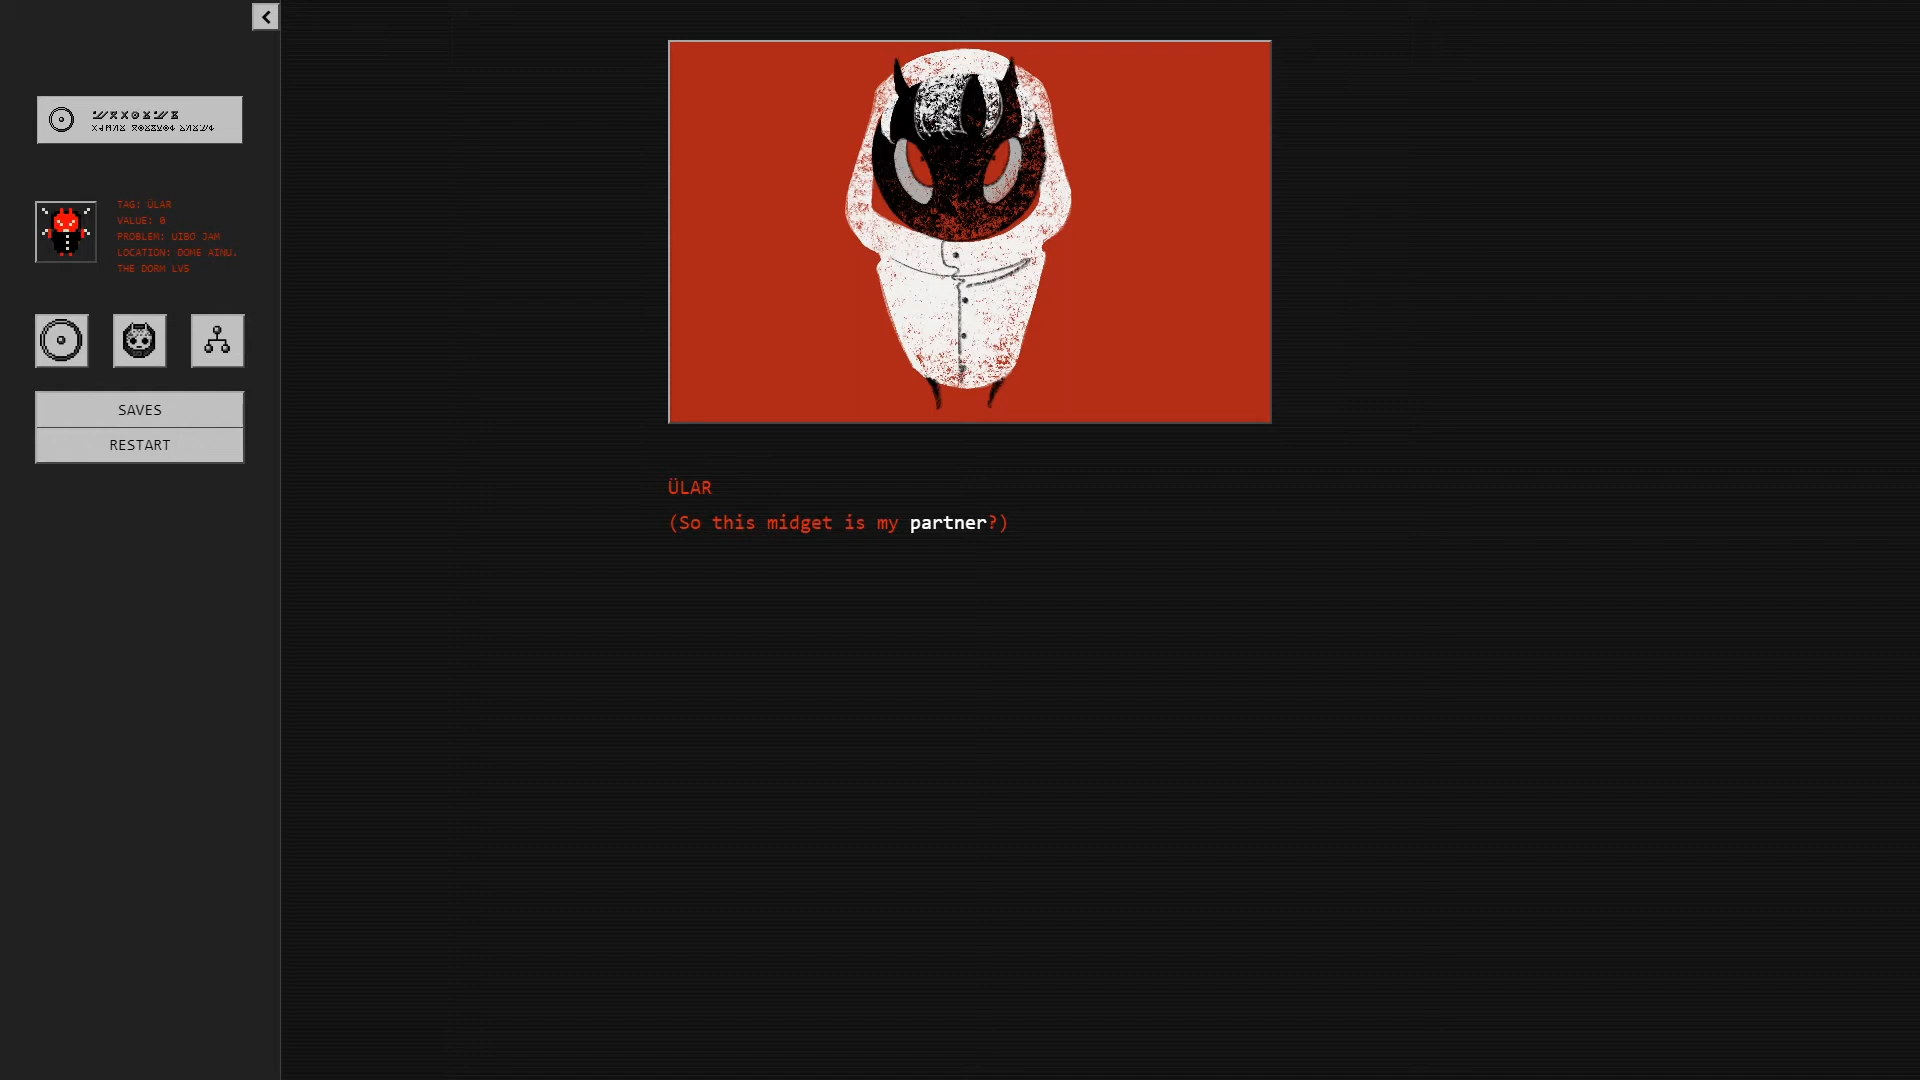 TAG: ÜLAR
VALUE: 0
PROBLEM: UIBO JAM
LOCATION: DOME AINU.
THE DORM LVS
SAVES
RESTART
ÜLAR
(So this midget is my partner?)